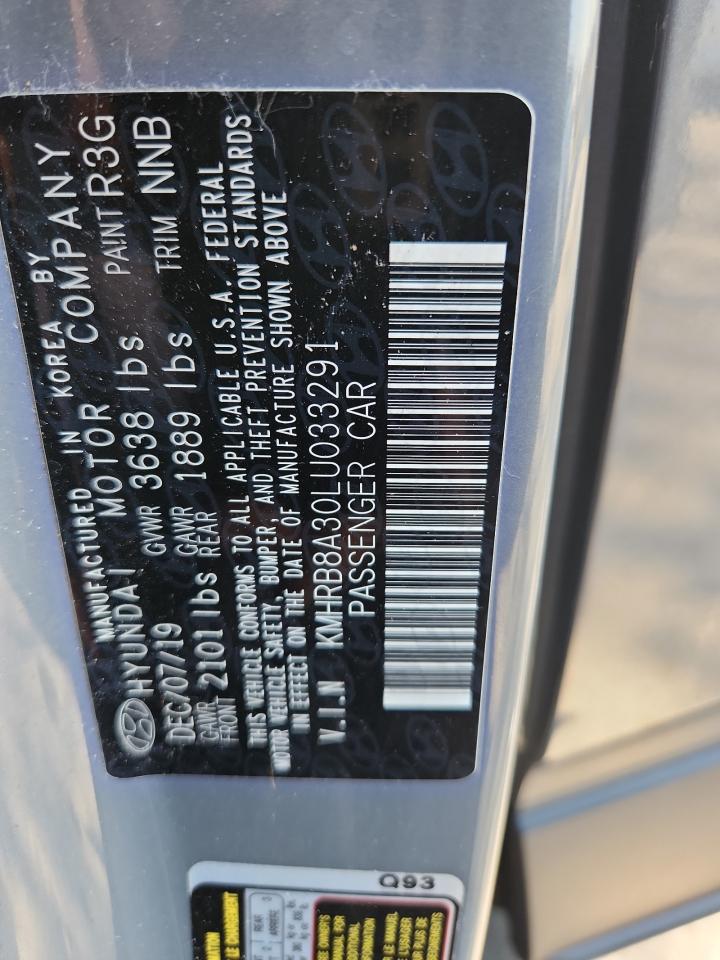 MANUFACTURED IN KOREA BY
HYUNDAI MOTOR COMPANY
DEC/07/19 GVWR 3638 lbs PAINT R3G
GAWR FRONT 2101 lbs GAWR REAR 1889 lbs TRIM NNB
THIS VEHICLE CONFORMS TO ALL APPLICABLE U.S.A. FEDERAL
MOTOR VEHICLE SAFETY, BUMPER, AND THEFT PREVENTION STANDARDS
IN EFFECT ON THE DATE OF MANUFACTURE SHOWN ABOVE
V.I.N KMHRB8A30LU033291
PASSENGER CAR
Q93
REAR
ARRIÈRE